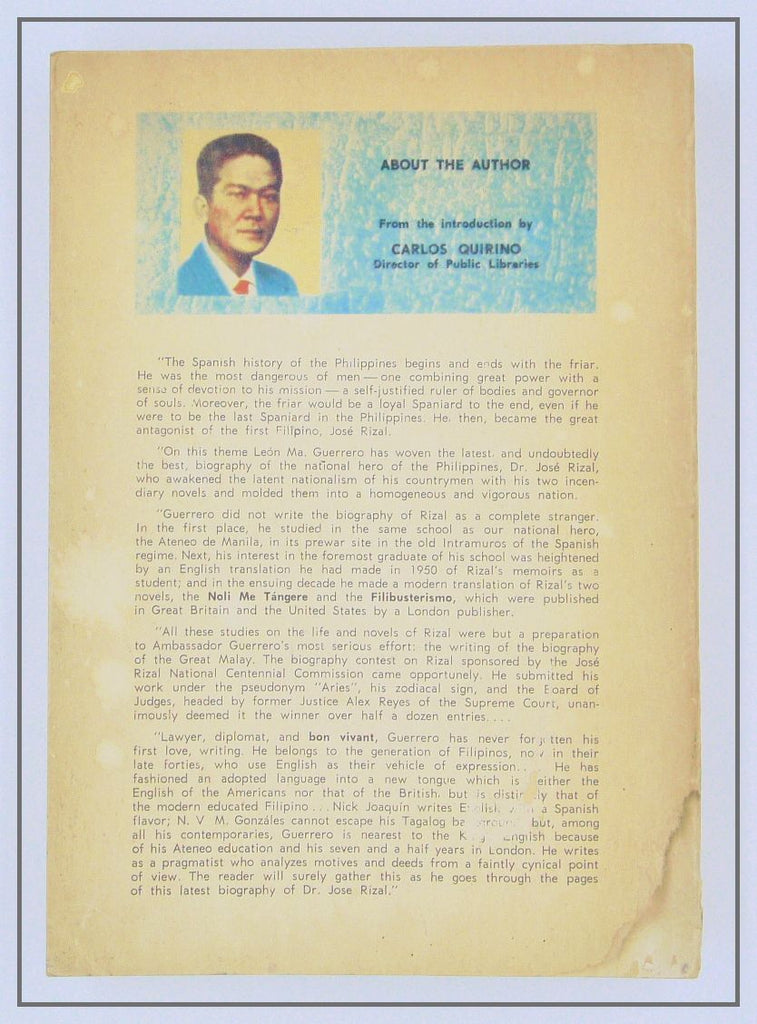 ABOUT THE AUTHOR
From the introduction by
CARLOS QUIRINO
Director of Public Libraries
"The Spanish history of the Philippines begins and ends with the friar.
He was the most dangerous of men — one combining great power with a
sense of devotion to his mission — a self-justified ruler of bodies and governor
of souls. Moreover, the friar would be a loyal Spaniard to the end, even if he
were to be the last Spaniard in the Philippines. He, then, became the great
antagonist of the first Filipino, José Rizal.
"On this theme León Ma. Guerrero has woven the latest, and undoubtedly
the best, biography of the national hero of the Philippines, Dr. José Rizal,
who awakened the latent nationalism of his countrymen with his two incen-
diary novels and molded them into a homogeneous and vigorous nation.
"Guerrero did not write the biography of Rizal as a complete stranger.
In the first place, he studied in the same school as our national hero,
the Ateneo de Manila, in its prewar site in the old Intramuros of the Spanish
regime. Next, his interest in the foremost graduate of his school was heightened
by an English translation he had made in 1950 of Rizal's memoirs as a
student; and in the ensuing decade he made a modern translation of Rizal's two
novels, the Noli Me Tángere and the Filibusterismo, which were published
in Great Britain and the United States by a London publisher.
"All these studies on the life and novels of Rizal were but a preparation
to Ambassador Guerrero's most serious effort: the writing of the biography
of the Great Malay. The biography contest on Rizal sponsored by the José
Rizal National Centennial Commission came opportunely. He submitted his
work under the pseudonym "Aries", his zodiacal sign, and the Board of
Judges, headed by former Justice Alex Reyes of the Supreme Court, unan-
imously deemed it the winner over half a dozen entries....
"Lawyer, diplomat, and bon vivant, Guerrero has never forgotten his
first love, writing. He belongs to the generation of Filipinos, now in their
late forties, who use English as their vehicle of expression... He has
fashioned an adopted language into a new tongue which is neither the
English of the Americans nor that of the British, but is distinctly that of
the modern educated Filipino... Nick Joaquín writes English with a Spanish
flavor; N. V M. Gonzáles cannot escape his Tagalog background but, among
all his contemporaries, Guerrero is nearest to the King's English because
of his Ateneo education and his seven and a half years in London. He writes
as a pragmatist who analyzes motives and deeds from a faintly cynical point
of view. The reader will surely gather this as he goes through the pages
of this latest biography of Dr. Jose Rizal."